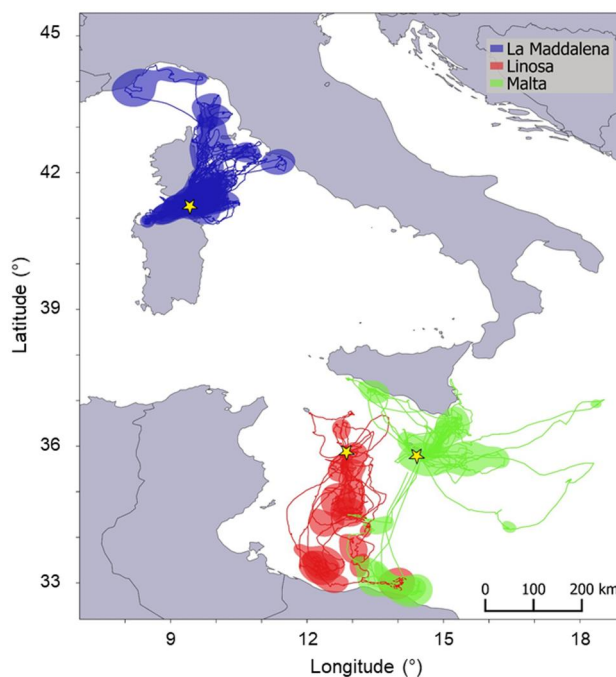 45
42
39
36
33
Latitude (°)
La Maddalena
Linosa
Malta
0 100 200 km
9 12 15 18
Longitude (°)